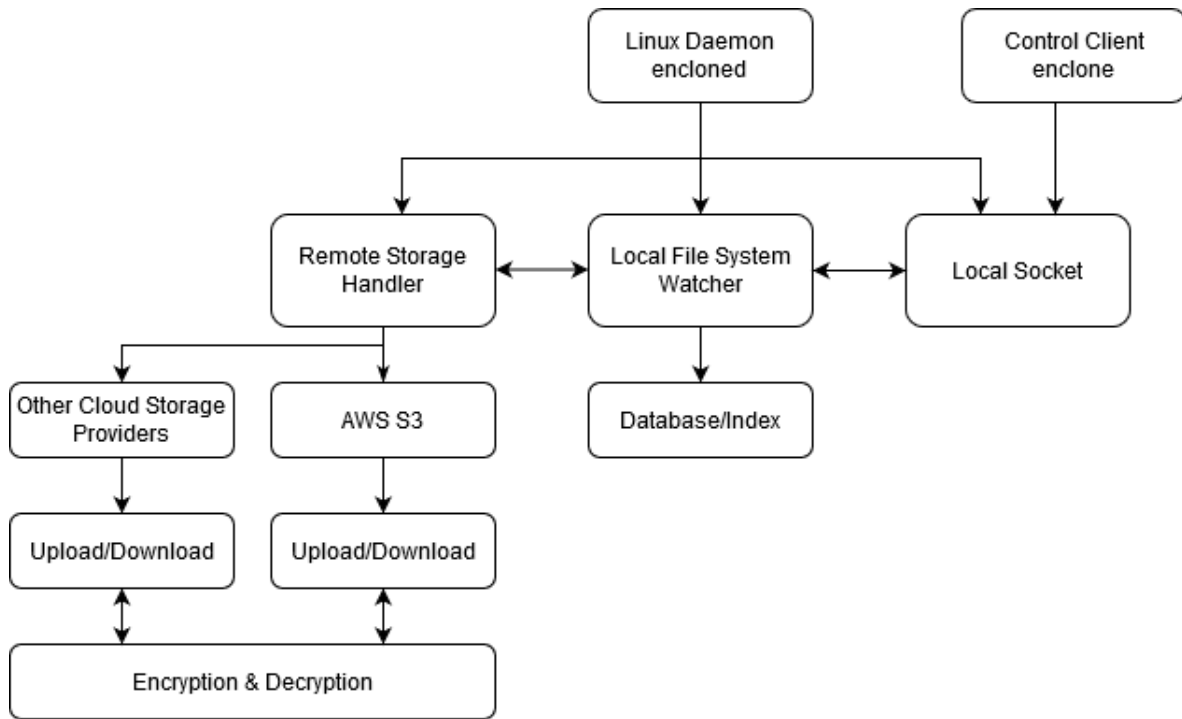 Linux Daemon
encloned
Control Client
enclone
Remote Storage
Handler
Local File System
Watcher
Local Socket
Other Cloud Storage
Providers
AWS S3
Database/Index
Upload/Download
Upload/Download
Encryption & Decryption